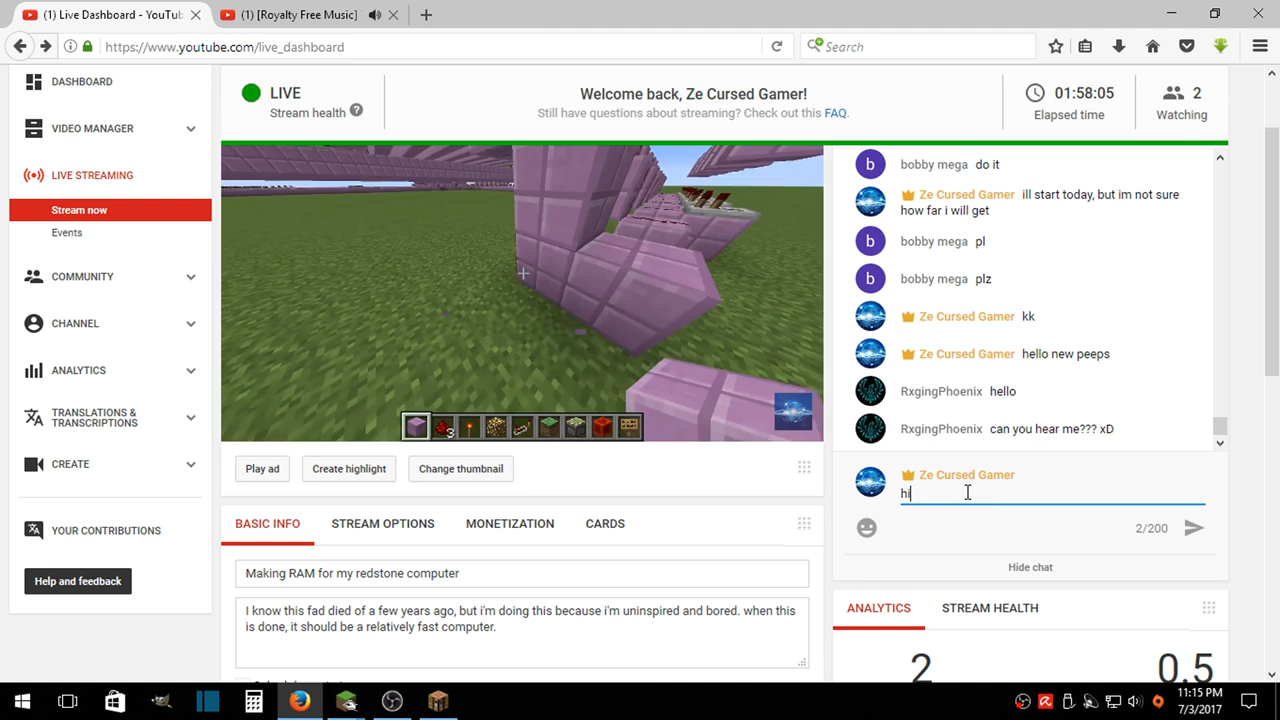 (1) Live Dashboard - YouTub
(1) [Royalty Free Music]
https://www.youtube.com/live_dashboard
Search
DASHBOARD
VIDEO MANAGER
LIVE STREAMING
Stream now
Events
COMMUNITY
CHANNEL
ANALYTICS
TRANSLATIONS &
CONTRIBUTIONS
CREATE
YOUR CONTRIBUTIONS
Help and feedback
LIVE
Stream health
Welcome back, Ze Cursed Gamer!
Still have questions about streaming? Check out this FAQ.
01:58:05
Elapsed time
2
Watching
3
Play ad
Create highlight
Change thumbnail
BASIC INFO
STREAM OPTIONS
MONETIZATION
CARDS
Making RAM for my redstone computer
I know this fad died of a few years ago, but i'm doing this because i'm uninspired and bored. when this
is done, it should be a relatively fast computer.
b bobby mega do it
Ze Cursed Gamer ill start today, but im not sure
how far i will get
b bobby mega pl
b bobby mega plz
Ze Cursed Gamer kk
Ze Cursed Gamer hello new peeps
RxgingPhoenix hello
RxgingPhoenix can you hear me??? xD
Ze Cursed Gamer
hi
2/200
Hide chat
ANALYTICS
STREAM HEALTH
2
0.5
11:15 PM
7/3/2017